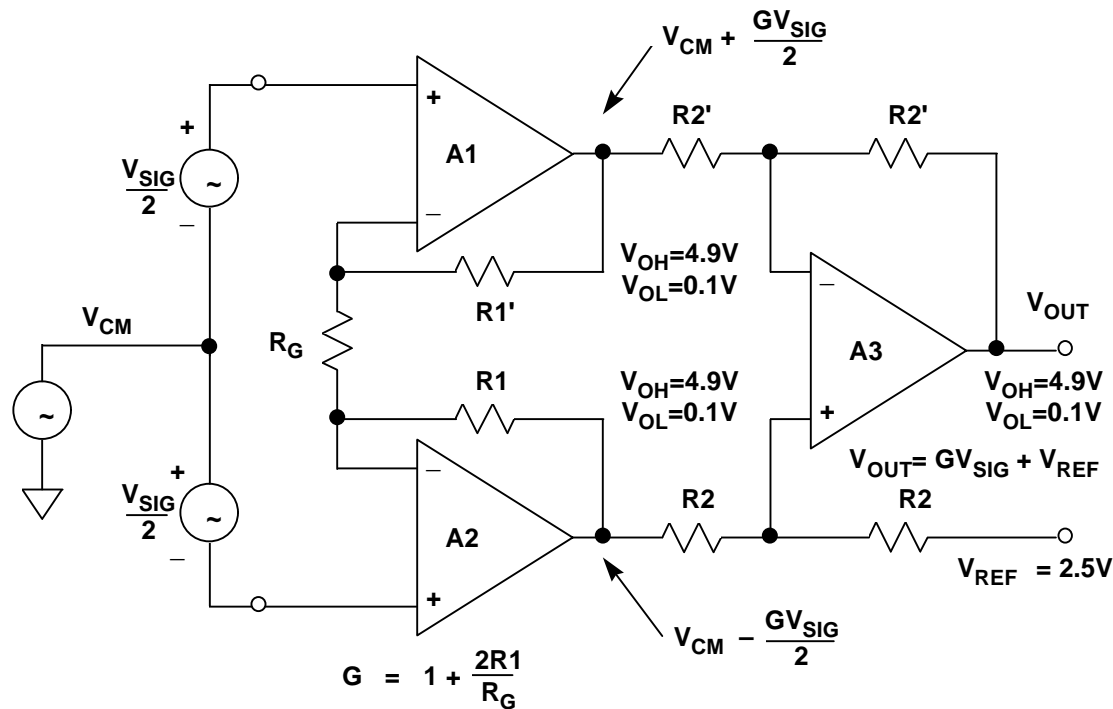 V_CM + GV_SIG / 2
R2'
R2'
+
A1
−
+
V_SIG / 2
~
−
V_OH=4.9V
V_OL=0.1V
R1'
V_CM
R_G
−
A3
+
V_OUT
~
R1
V_OH=4.9V
V_OL=0.1V
V_OH=4.9V
V_OL=0.1V
V_OUT= GV_SIG + V_REF
+
V_SIG / 2
~
−
−
A2
+
R2
R2
V_REF = 2.5V
V_CM − GV_SIG / 2
G = 1 + 2R1 / R_G